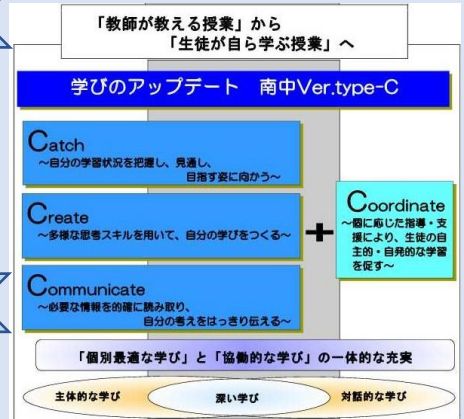 「教師が教える授業」から
「生徒が自ら学ぶ授業」へ
学びのアップデート 南中Ver.type-C
Catch
~自分の学習状況を把握し、見通し、
目指す姿に向かう~
Create
~多様な思考スキルを用いて、自分の学びをつくる~
Communicate
~必要な情報を的確に読み取り、
自分の考えをはっきり伝える~
+
Coordinate
~個に応じた指導・支
援により、生徒の自
主的・自発的な学習
を促す~
「個別最適な学び」と「協働的な学び」の一体的な充実
主体的な学び 深い学び 対話的な学び